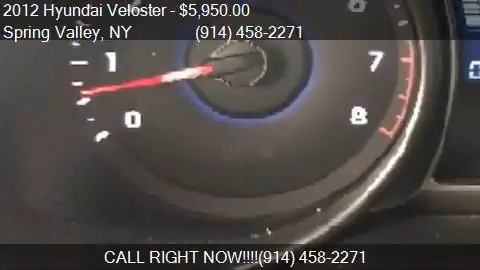 2012 Hyundai Veloster - $5,950.00
Spring Valley, NY (914) 458-2271
1 7
0 8
CALL RIGHT NOW!!!!(914) 458-2271